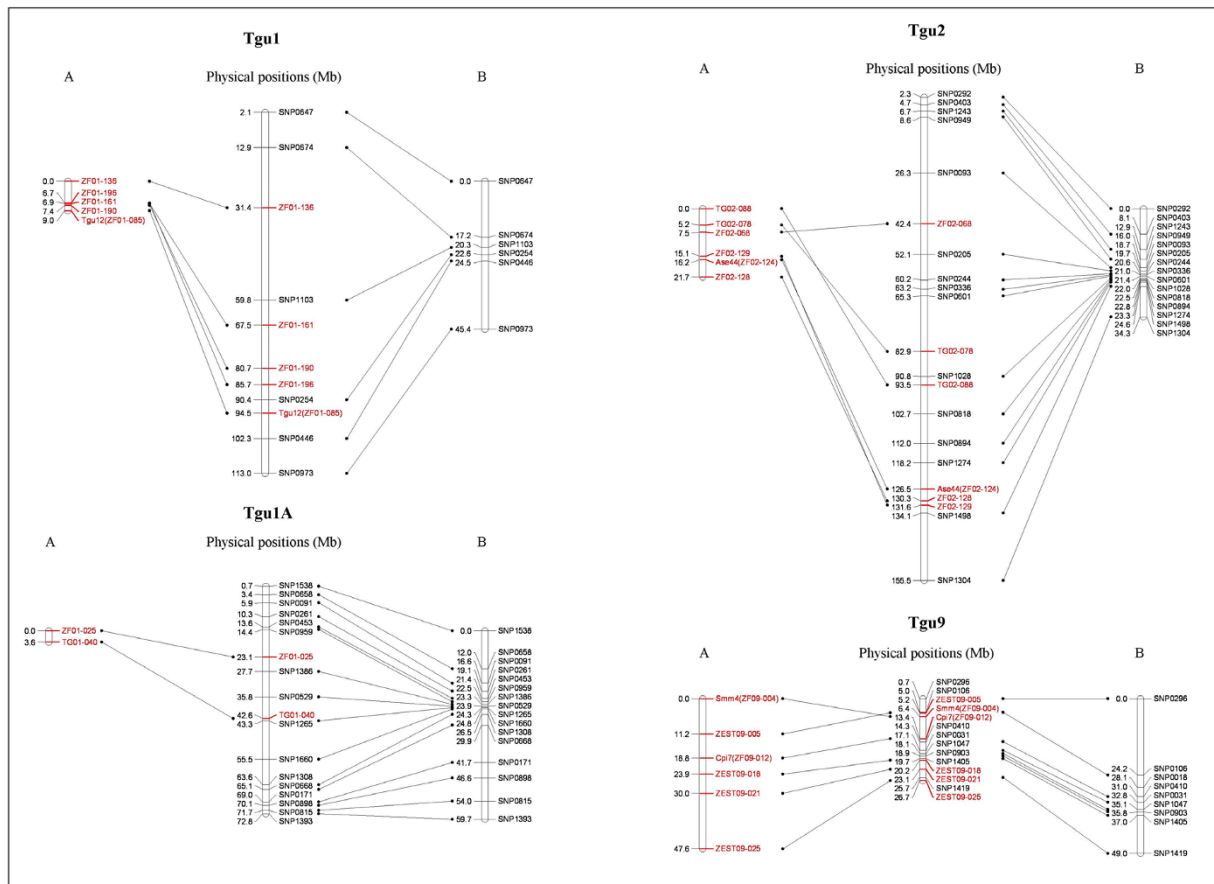 Tgu1
A
Physical positions (Mb)
B
0.0 ZF01-136
6.7 ZF01-196
6.9 ZF01-161
7.4 ZF01-190
9.0 Tgu12(ZF01-085)
2.1 SNP0647
12.9 SNP0674
31.4 ZF01-136
59.8 SNP1103
67.5 ZF01-161
80.7 ZF01-190
85.7 ZF01-196
90.4 SNP0254
94.5 Tgu12(ZF01-085)
102.3 SNP0446
113.0 SNP0973
0.0 SNP0647
17.2 SNP0674
20.3 SNP1103
22.6 SNP0254
24.5 SNP0446
45.4 SNP0973
Tgu2
A
Physical positions (Mb)
B
0.0 TG02-088
5.2 TG02-078
7.5 ZF02-068
15.1 ZF02-129
16.2 Ase44(ZF02-124)
21.7 ZF02-128
2.3 SNP0292
4.7 SNP0403
6.7 SNP1243
8.6 SNP0949
26.3 SNP0093
42.4 ZF02-068
52.1 SNP0205
60.2 SNP0244
63.2 SNP0336
65.3 SNP0601
82.9 TG02-078
90.8 SNP1028
93.5 TG02-088
102.7 SNP0818
112.0 SNP0894
118.2 SNP1274
126.5 Ase44(ZF02-124)
130.3 ZF02-128
131.6 ZF02-129
134.1 SNP1498
155.5 SNP1304
0.0 SNP0292
8.1 SNP0403
12.9 SNP1243
16.0 SNP0949
18.7 SNP0093
19.7 SNP0205
20.6 SNP0244
21.0 SNP0336
21.4 SNP0601
22.0 SNP1028
22.5 SNP0818
22.8 SNP0894
23.3 SNP1274
24.6 SNP1498
34.3 SNP1304
Tgu1A
A
Physical positions (Mb)
B
0.0 ZF01-025
3.6 TG01-040
0.7 SNP1538
3.4 SNP0658
5.9 SNP0091
10.3 SNP0261
13.6 SNP0453
14.4 SNP0959
23.1 ZF01-025
27.7 SNP1386
35.8 SNP0529
42.6 TG01-040
43.3 SNP1265
55.5 SNP1660
63.6 SNP1308
65.1 SNP0668
69.0 SNP0171
70.1 SNP0898
71.7 SNP0815
72.8 SNP1393
0.0 SNP1538
12.0 SNP0658
16.6 SNP0091
19.1 SNP0261
21.4 SNP0453
22.5 SNP0959
23.3 SNP1386
23.9 SNP0529
24.3 SNP1265
24.8 SNP1660
26.5 SNP1308
29.9 SNP0668
41.7 SNP0171
46.6 SNP0898
54.0 SNP0815
59.7 SNP1393
Tgu9
A
Physical positions (Mb)
B
0.0 Smm4(ZF09-004)
11.2 ZEST09-005
18.8 Cpi7(ZF09-012)
23.9 ZEST09-018
30.0 ZEST09-021
47.6 ZEST09-025
0.7 SNP0296
5.0 SNP0106
5.2 ZEST09-005
6.4 Smm4(ZF09-004)
13.4 Cpi7(ZF09-012)
14.3 SNP0410
17.1 SNP0031
18.1 SNP1047
18.9 SNP0903
19.7 SNP1405
20.2 ZEST09-018
23.1 ZEST09-021
25.7 SNP1419
26.7 ZEST09-025
0.0 SNP0296
24.2 SNP0106
28.1 SNP0018
31.0 SNP0410
32.8 SNP0031
35.1 SNP1047
35.8 SNP0903
37.0 SNP1405
49.0 SNP1419